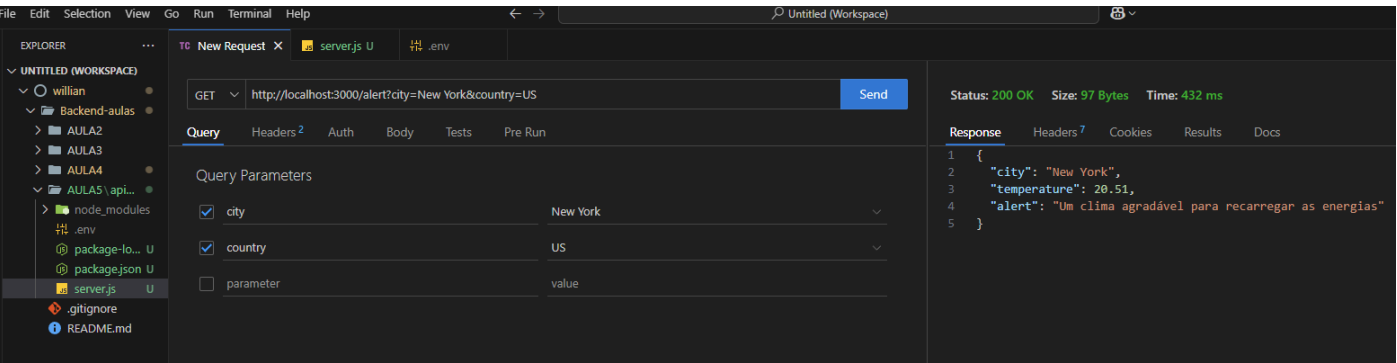 File Edit Selection View Go Run Terminal Help
Untitled (Workspace)
EXPLORER ...
TC New Request
JS server.js U
.env
UNTITLED (WORKSPACE)
willian
Backend-aulas
AULA2
AULA3
AULA4
AULA5\api...
node_modules
.env
package-lo... U
package.json U
JS server.js U
.gitignore
README.md
GET http://localhost:3000/alert?city=New York&country=US Send
Query Headers 2 Auth Body Tests Pre Run
Query Parameters
city New York
country US
parameter value
Status: 200 OK Size: 97 Bytes Time: 432 ms
Response Headers 7 Cookies Results Docs
1 {
2 "city": "New York",
3 "temperature": 20.51,
4 "alert": "Um clima agradável para recarregar as energias"
5 }